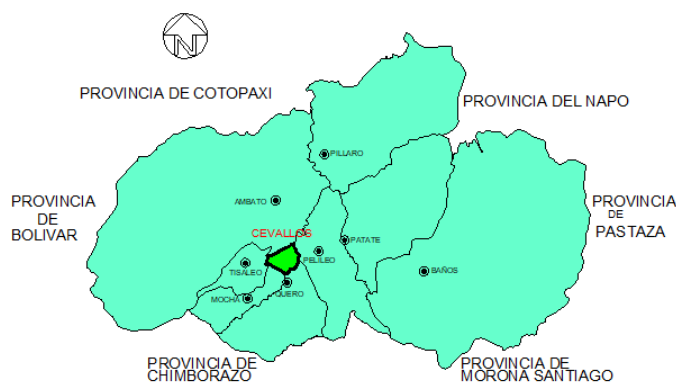 N
PROVINCIA DE COTOPAXI
PROVINCIA DEL NAPO
PILLARO
PROVINCIA
DE
BOLIVAR
AMBATO
PROVINCIA
DE
PASTAZA
CEVALLOS
PATATE
PELILEO
TISALEO
BAÑOS
QUERO
MOCHA
PROVINCIA DE
CHIMBORAZO
PROVINCIA DE
MORONA SANTIAGO